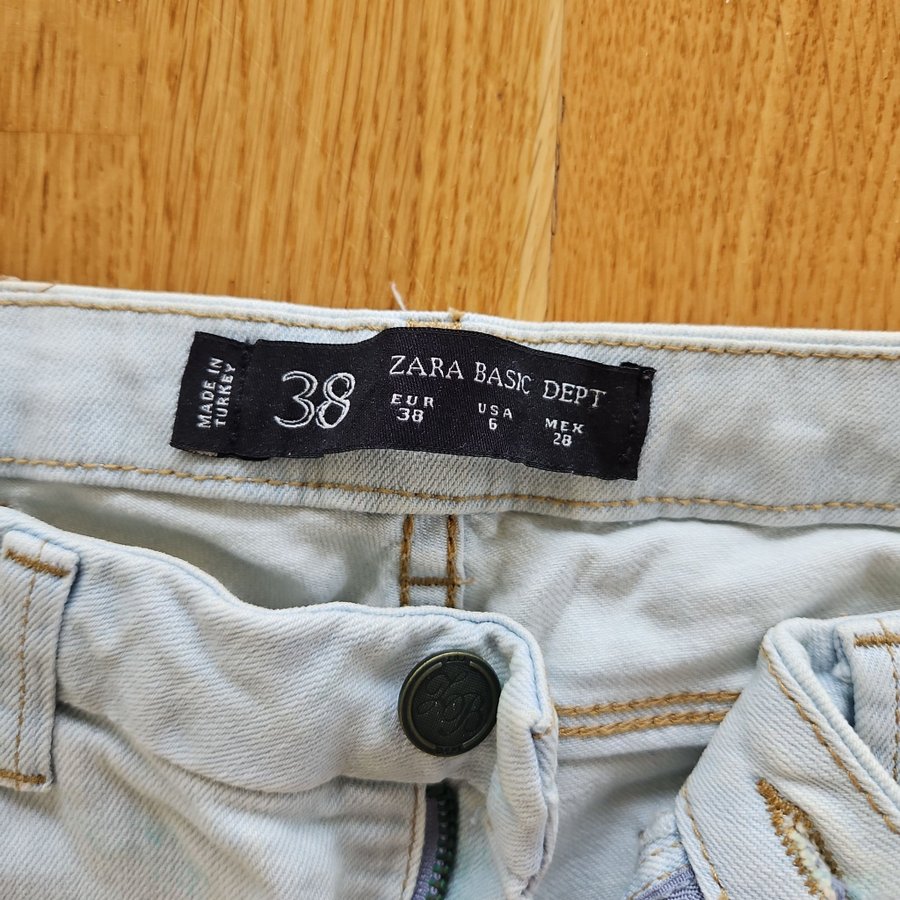 MADE IN
TURKEY
38
ZARA BASIC DEPT
EUR
38
USA
6
MEX
28